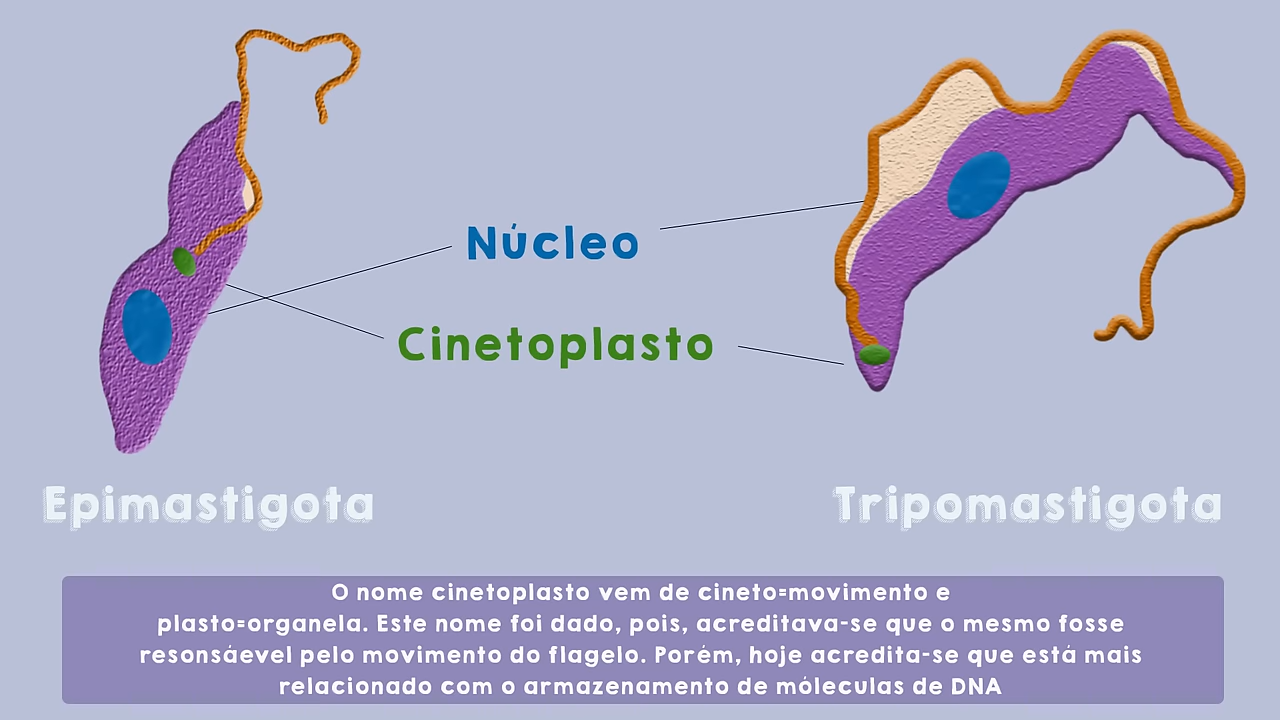 Núcleo
Cinetoplasto
Epimastigota
Tripomastigota
O nome cinetoplasto vem de cineto=movimento e
plasto=organela. Este nome foi dado, pois, acreditava-se que o mesmo fosse
resonsáevel pelo movimento do flagelo. Porém, hoje acredita-se que está mais
relacionado com o armazenamento de móleculas de DNA